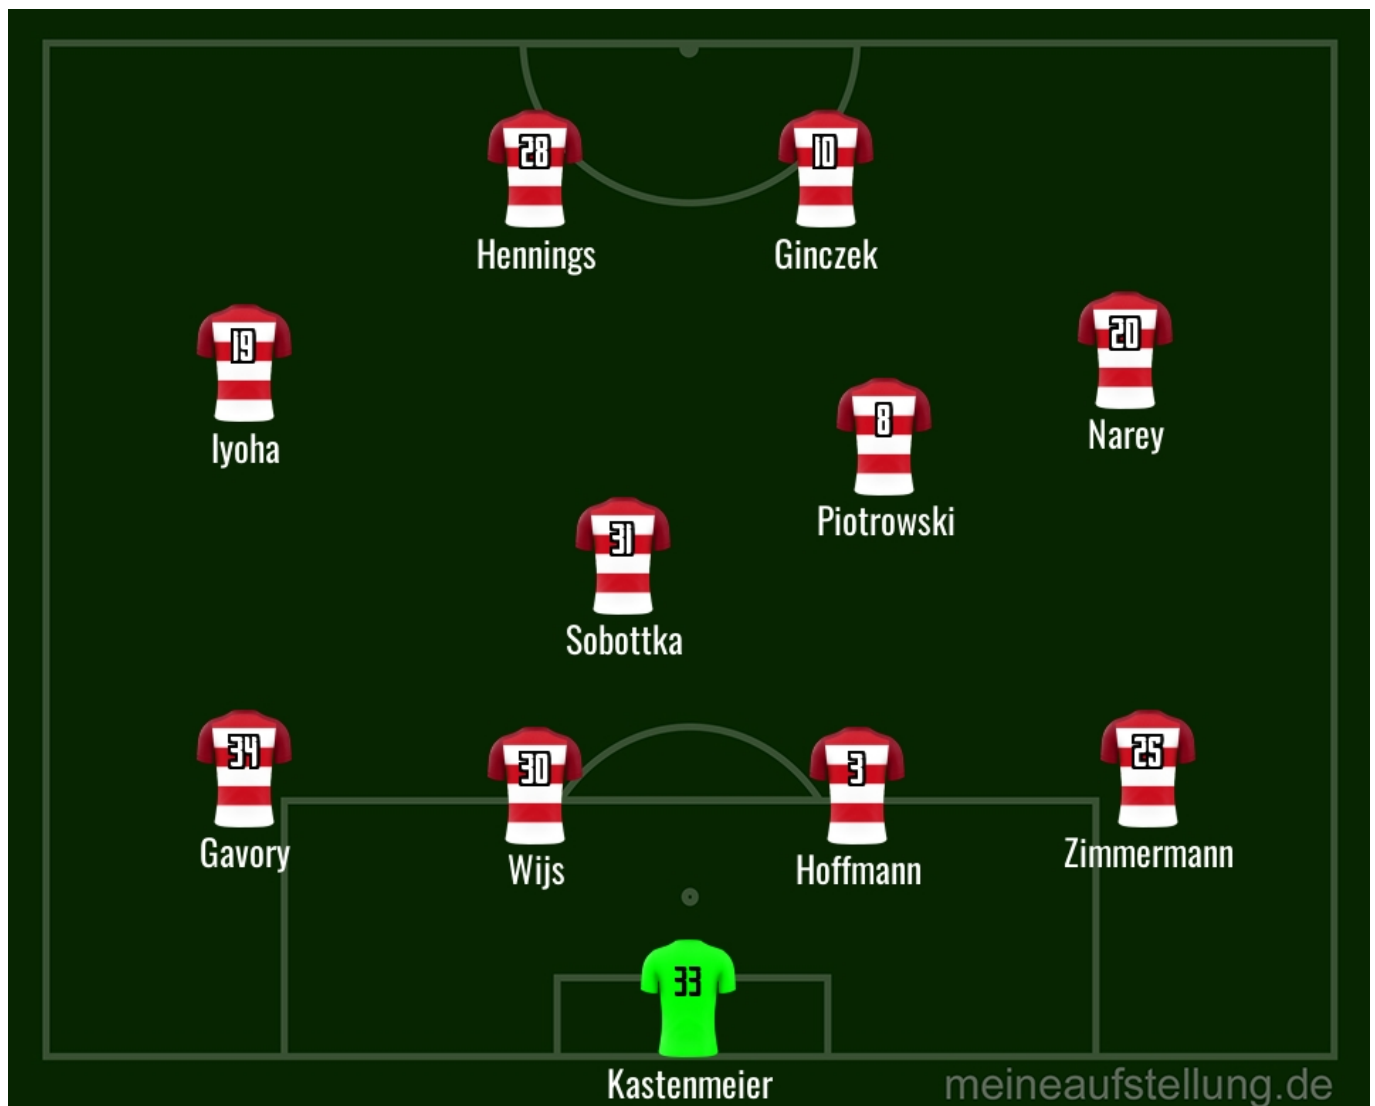 28
10
Hennings
Ginczek
19
20
Iyoha
Narey
8
Piotrowski
31
Sobottka
34
30
3
25
Gavory
Wijs
Hoffmann
Zimmermann
33
Kastenmeier
meineaufstellung.de